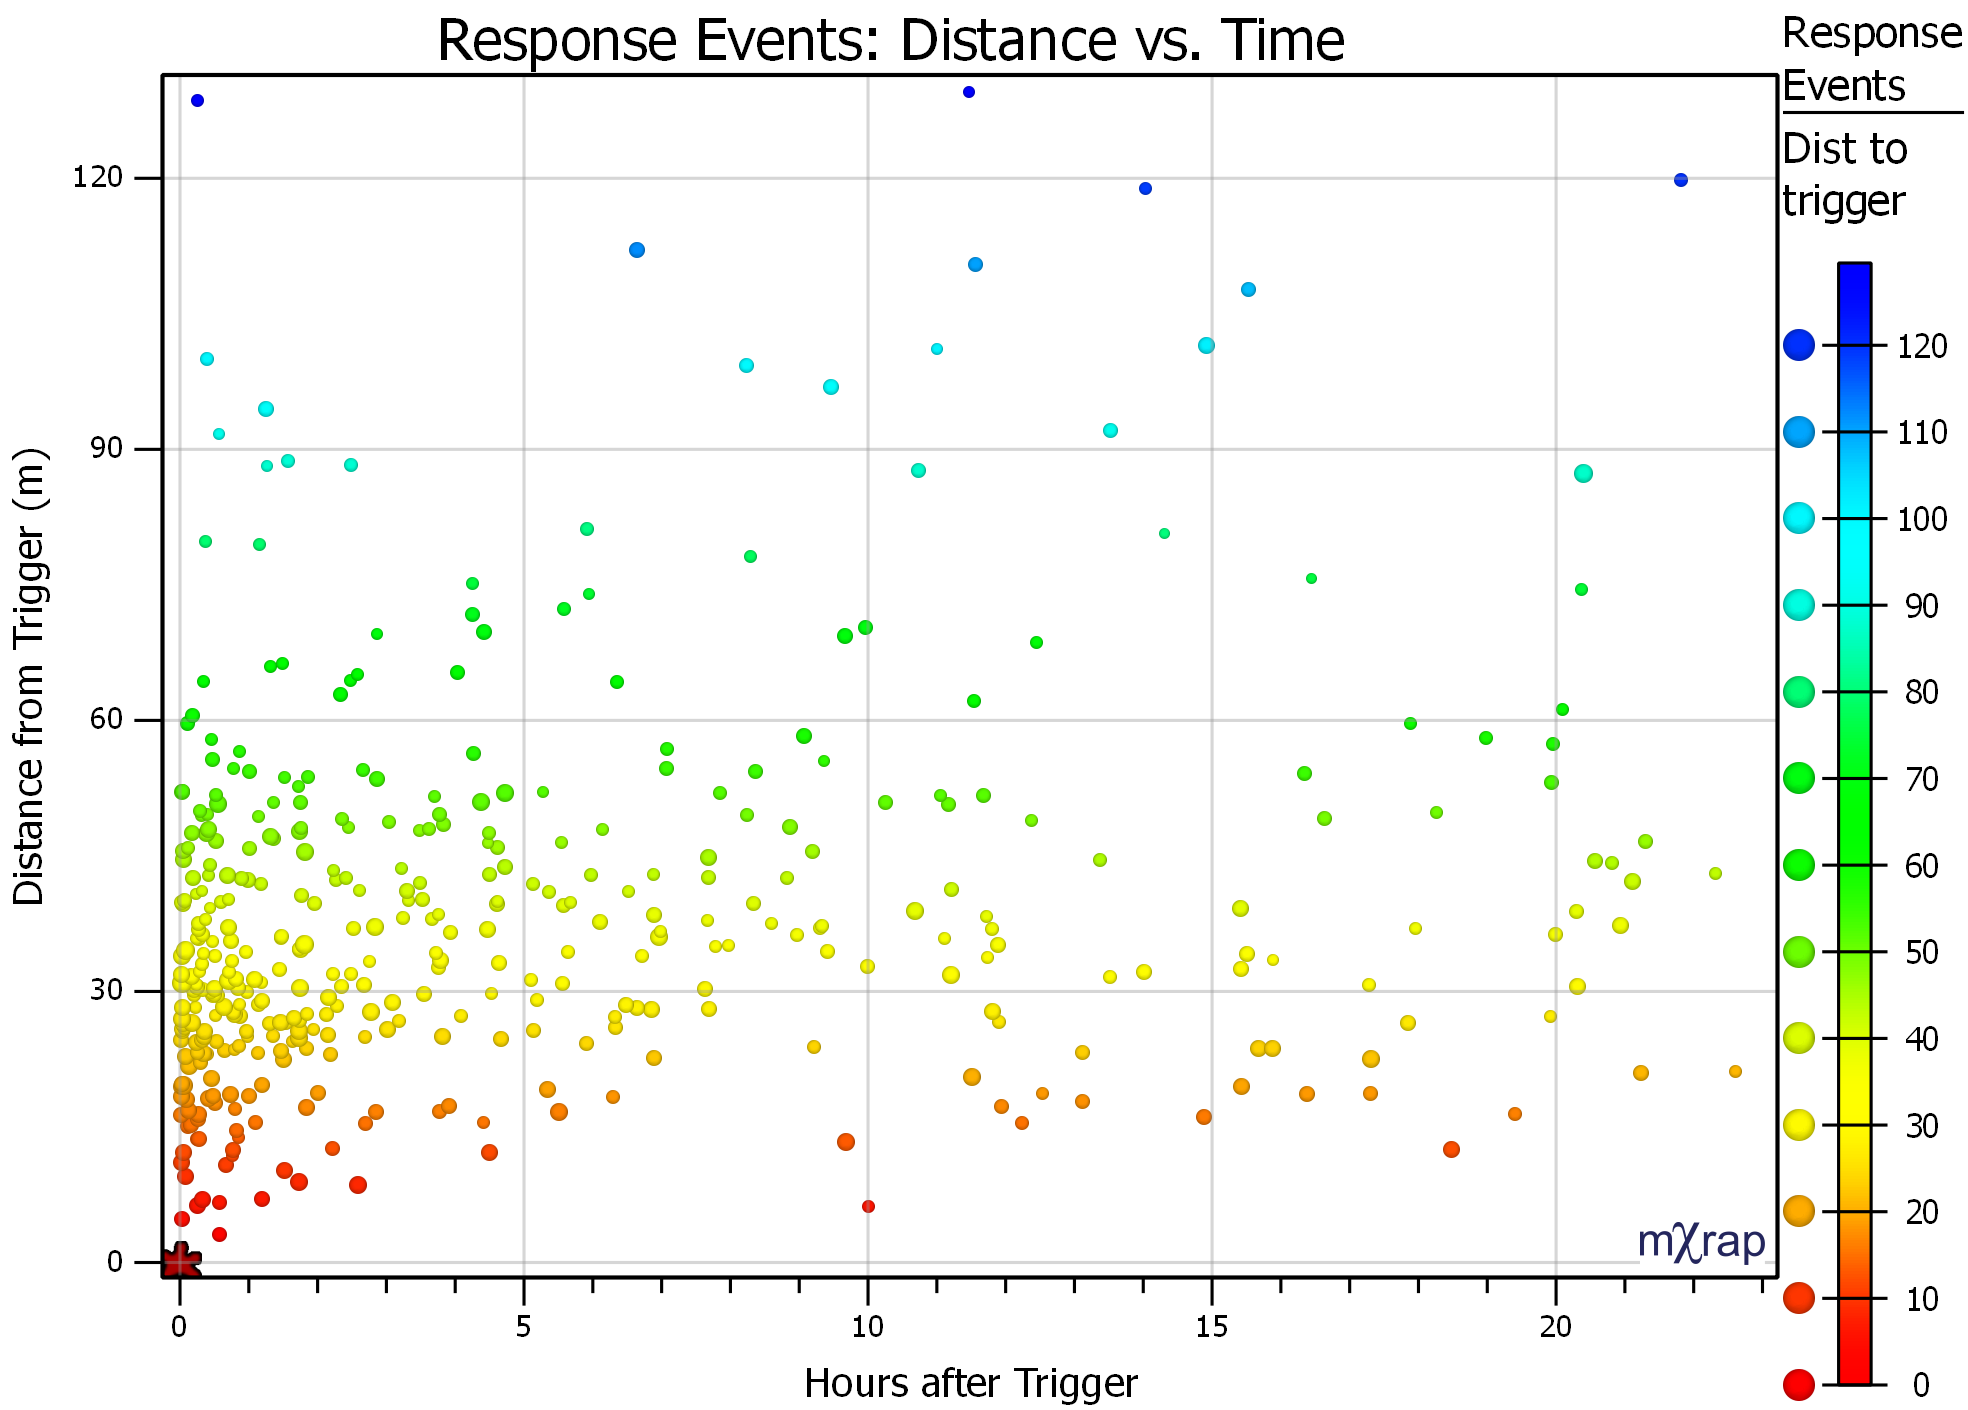 Response Events: Distance vs. Time
Response
Events
Dist to
trigger
120
110
100
90
80
70
60
50
40
30
20
10
0
Distance from Trigger (m)
120
90
60
30
0
0 5 10 15 20
Hours after Trigger
mχrap